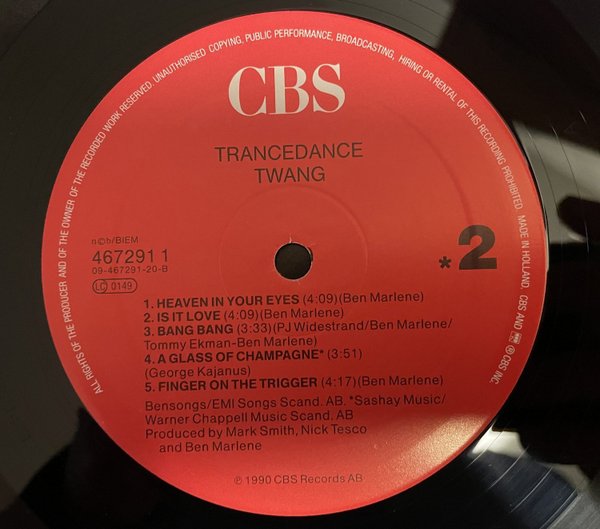 ALL RIGHTS OF THE PRODUCER AND OF THE OWNER OF THE RECORDED WORK RESERVED. UNAUTHORISED COPYING, PUBLIC PERFORMANCE, BROADCASTING, HIRING OR RENTAL OF THIS RECORDING PROHIBITED. MADE IN HOLLAND. CBS AND ℗ CBS INC.
CBS
TRANCEDANCE
TWANG
n©b/BIEM
467291 1
09-467291-20-B
LC 0149
*2
1. HEAVEN IN YOUR EYES (4:09)(Ben Marlene)
2. IS IT LOVE (4:09)(Ben Marlene)
3. BANG BANG (3:33)(PJ Widestrand/Ben Marlene/
Tommy Ekman-Ben Marlene)
4. A GLASS OF CHAMPAGNE* (3:51)
(George Kajanus)
5. FINGER ON THE TRIGGER (4:17)(Ben Marlene)
Bensongs/EMI Songs Scand. AB. *Sashay Music/
Warner Chappell Music Scand, AB
Produced by Mark Smith, Nick Tesco
and Ben Marlene
℗ 1990 CBS Records AB